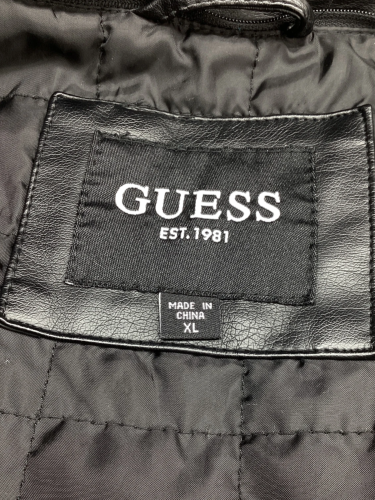 GUESS
EST. 1981
MADE IN
CHINA
XL